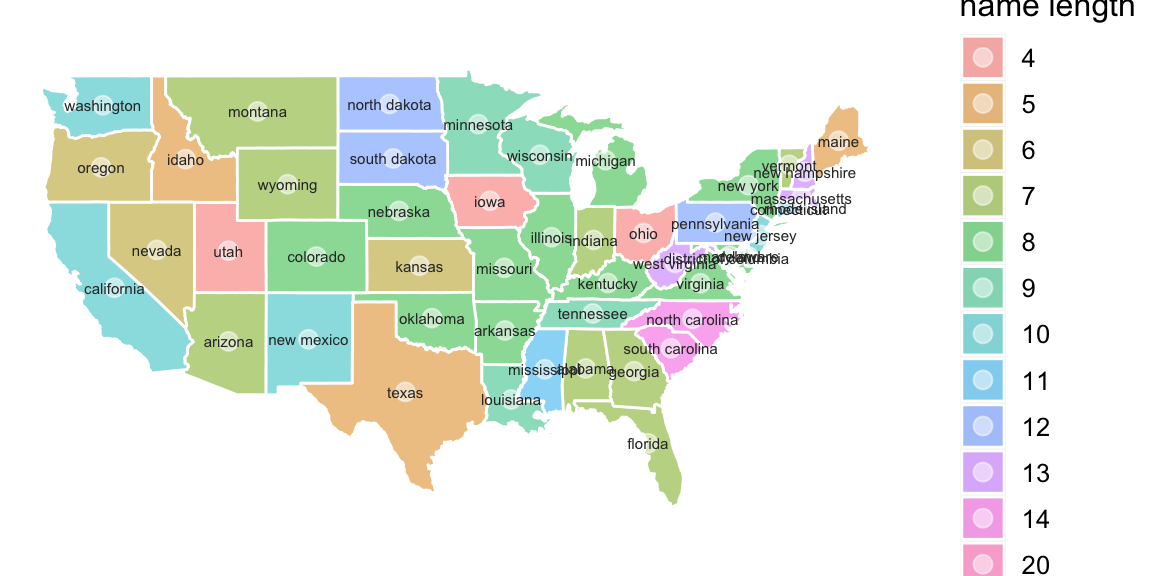 name length
4
5
6
7
8
9
10
11
12
13
14
20
washington
montana
north dakota
minnesota
maine
oregon
idaho
wyoming
south dakota
wisconsin
michigan
vermont
new hampshire
new york
massachusetts
connecticut
rhode island
nebraska
iowa
illinois
indiana
ohio
pennsylvania
new jersey
nevada
utah
colorado
kansas
missouri
west virginia
district of columbia
california
kentucky
virginia
arizona
new mexico
oklahoma
arkansas
tennessee
north carolina
south carolina
texas
louisiana
mississippi
alabama
georgia
florida